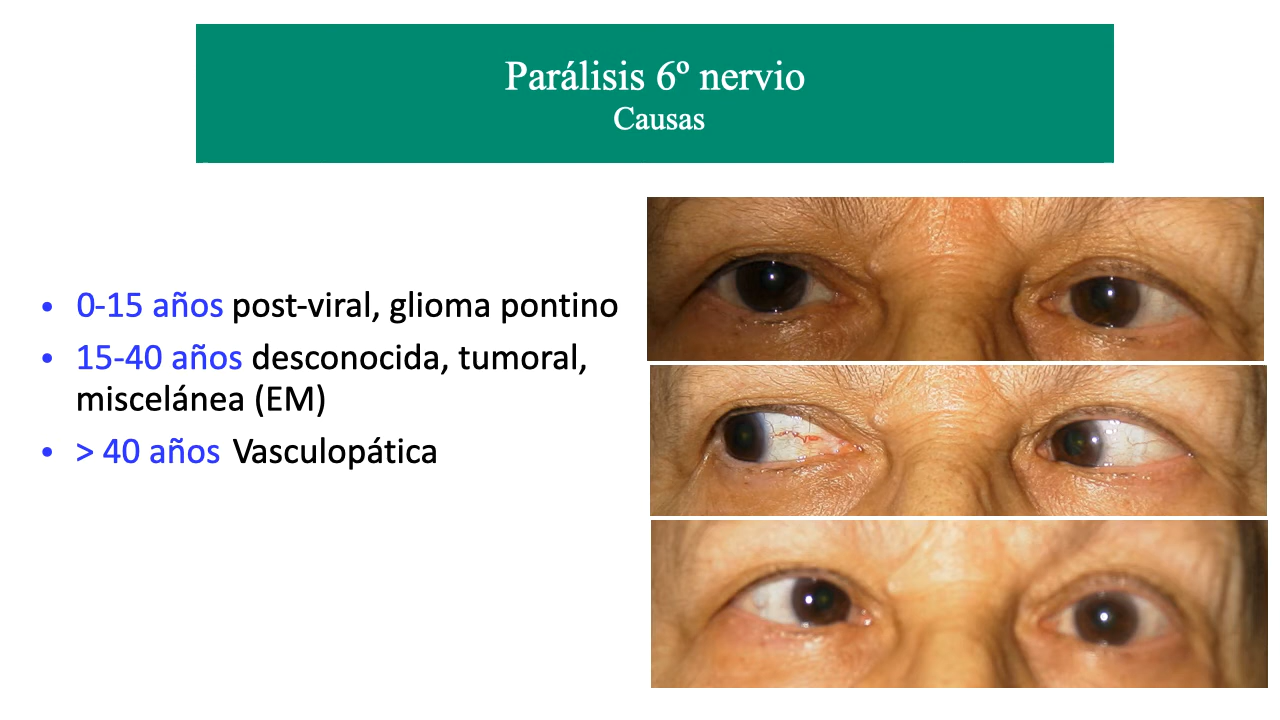 Parálisis 6º nervio
Causas
• 0-15 años post-viral, glioma pontino
• 15-40 años desconocida, tumoral,
miscelánea (EM)
• > 40 años Vasculopática